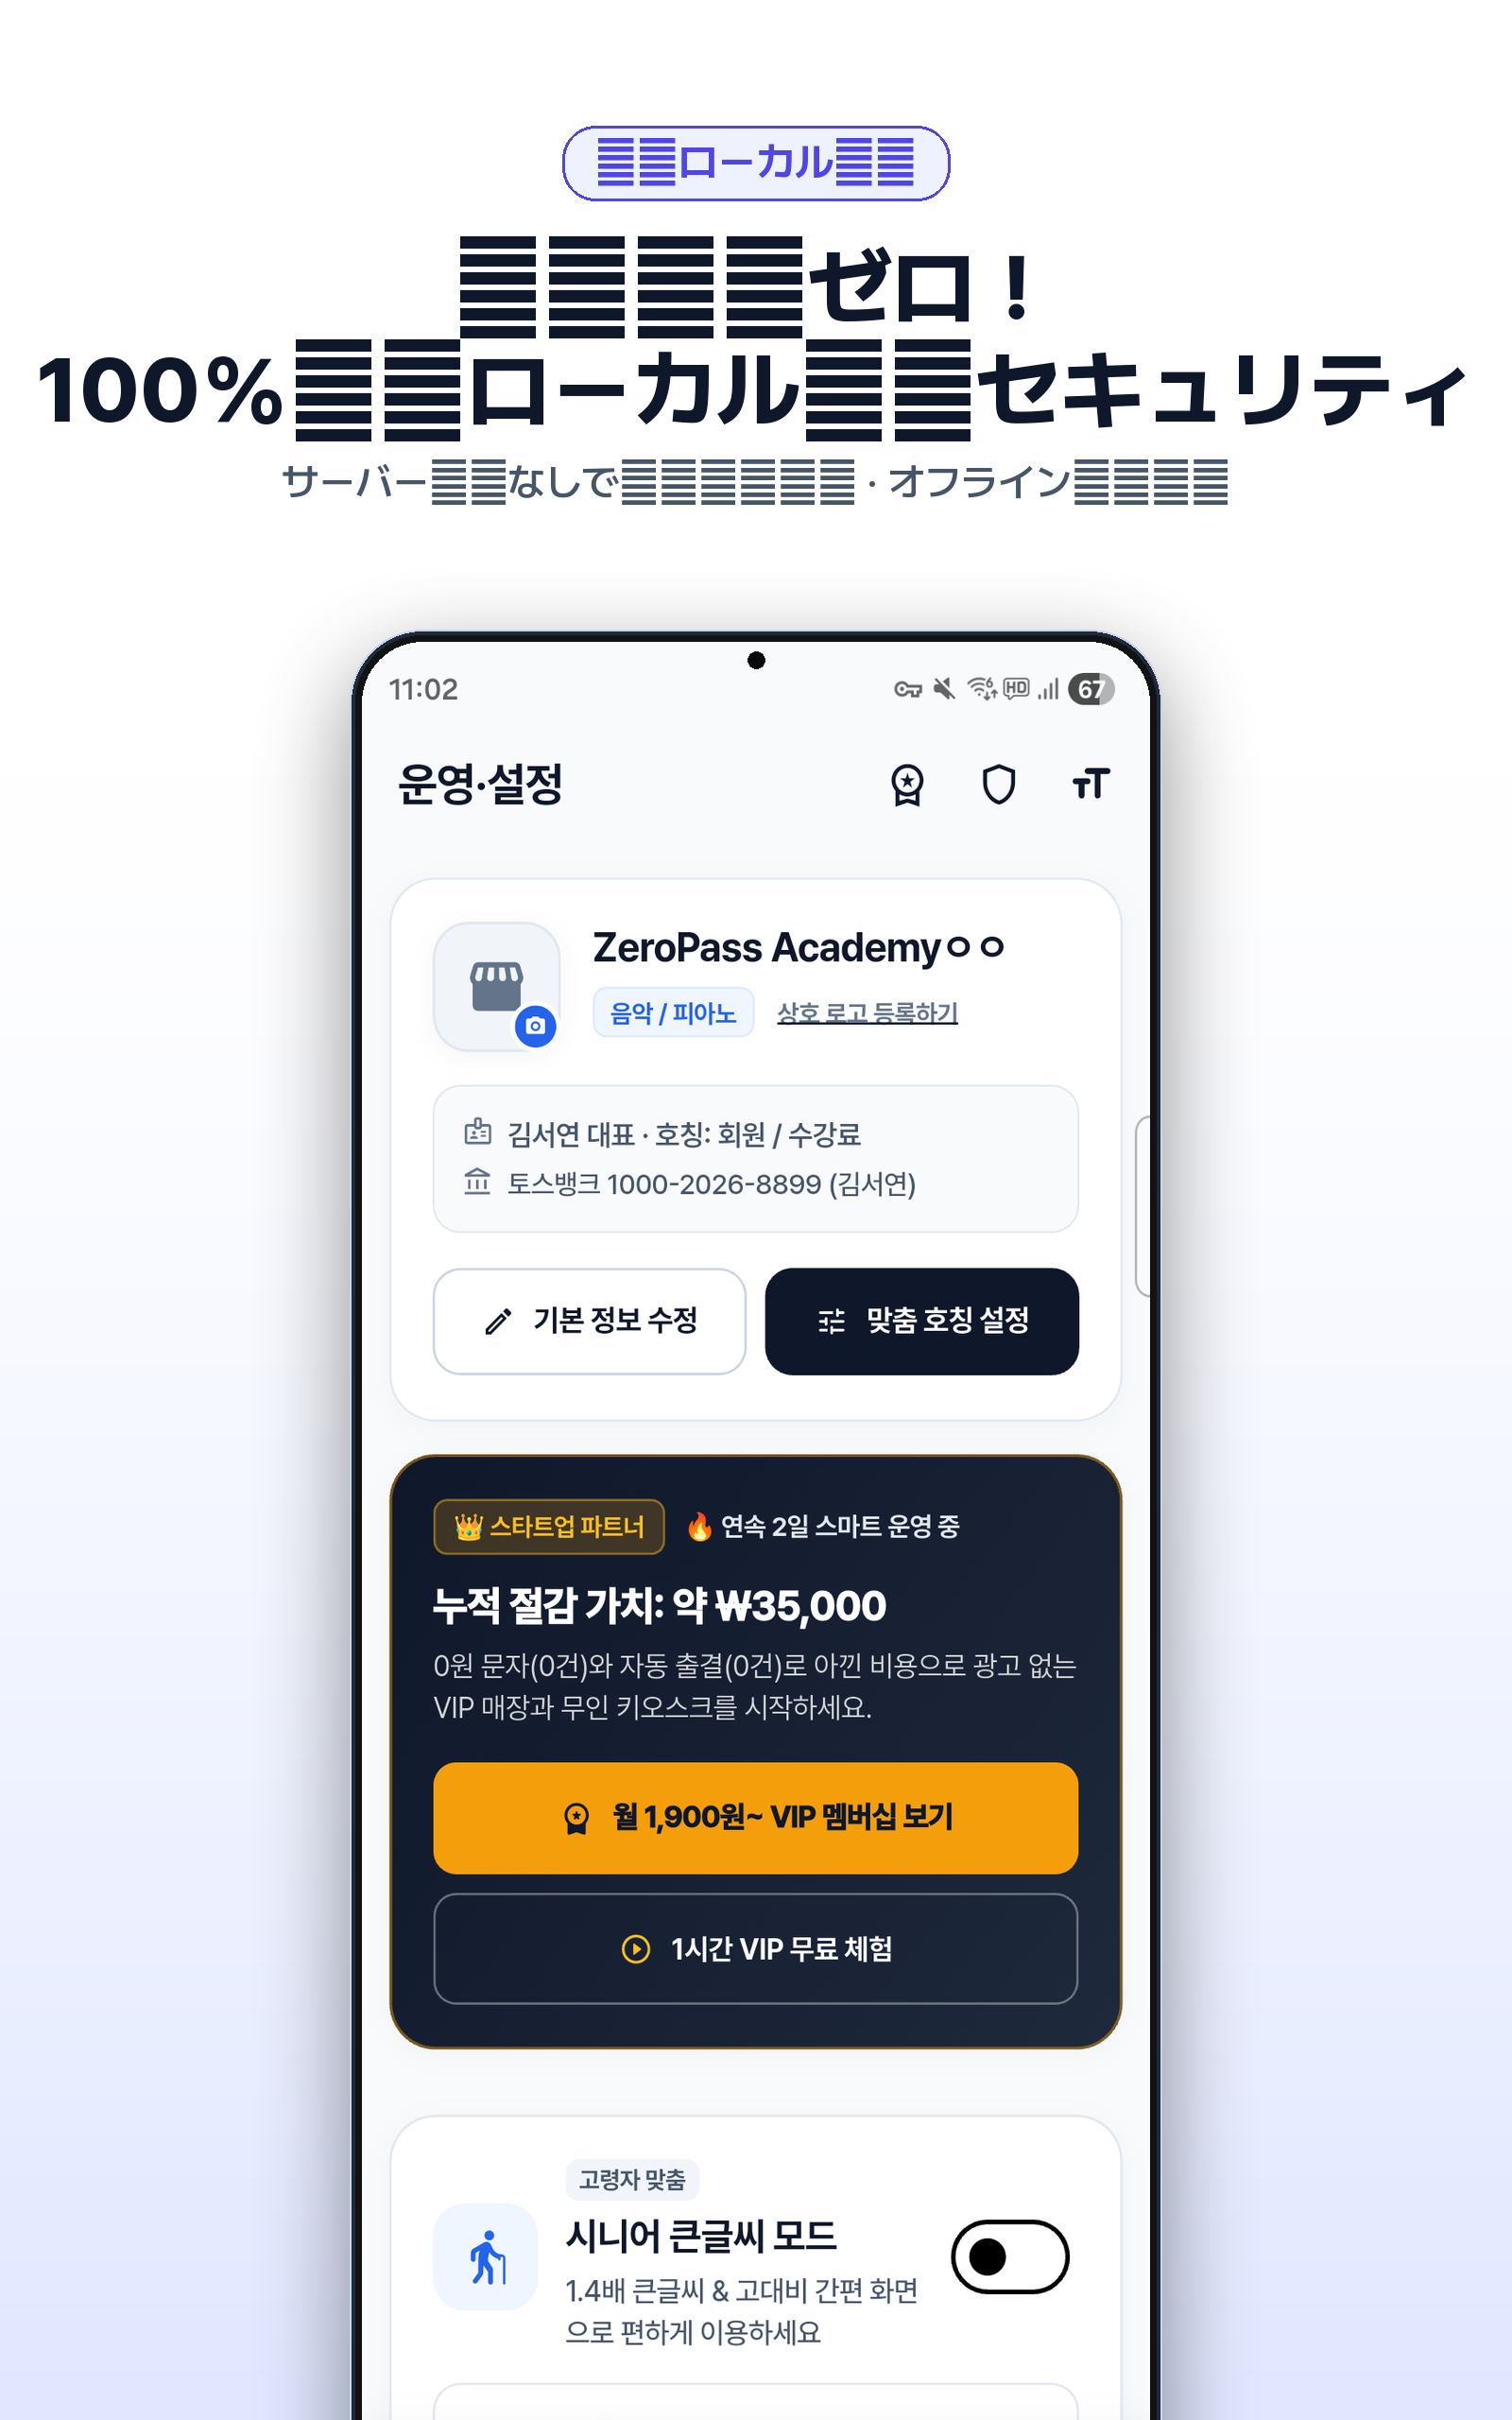 ローカル
ゼロ！
100%ローカルセキュリティ
サーバーなしで・オフライン
11:02
HD
67
운영·설정
ZeroPass Academyㅇㅇ
음악 / 피아노
상호 로고 등록하기
김서연 대표 · 호칭: 회원 / 수강료
토스뱅크 1000-2026-8899 (김서연)
기본 정보 수정
맞춤 호칭 설정
👑 스타트업 파트너
🔥 연속 2일 스마트 운영 중
누적 절감 가치: 약 ₩35,000
0원 문자(0건)와 자동 출결(0건)로 아낀 비용으로 광고 없는
VIP 매장과 무인 키오스크를 시작하세요.
월 1,900원~ VIP 멤버십 보기
1시간 VIP 무료 체험
고령자 맞춤
시니어 큰글씨 모드
1.4배 큰글씨 & 고대비 간편 화면
으로 편하게 이용하세요